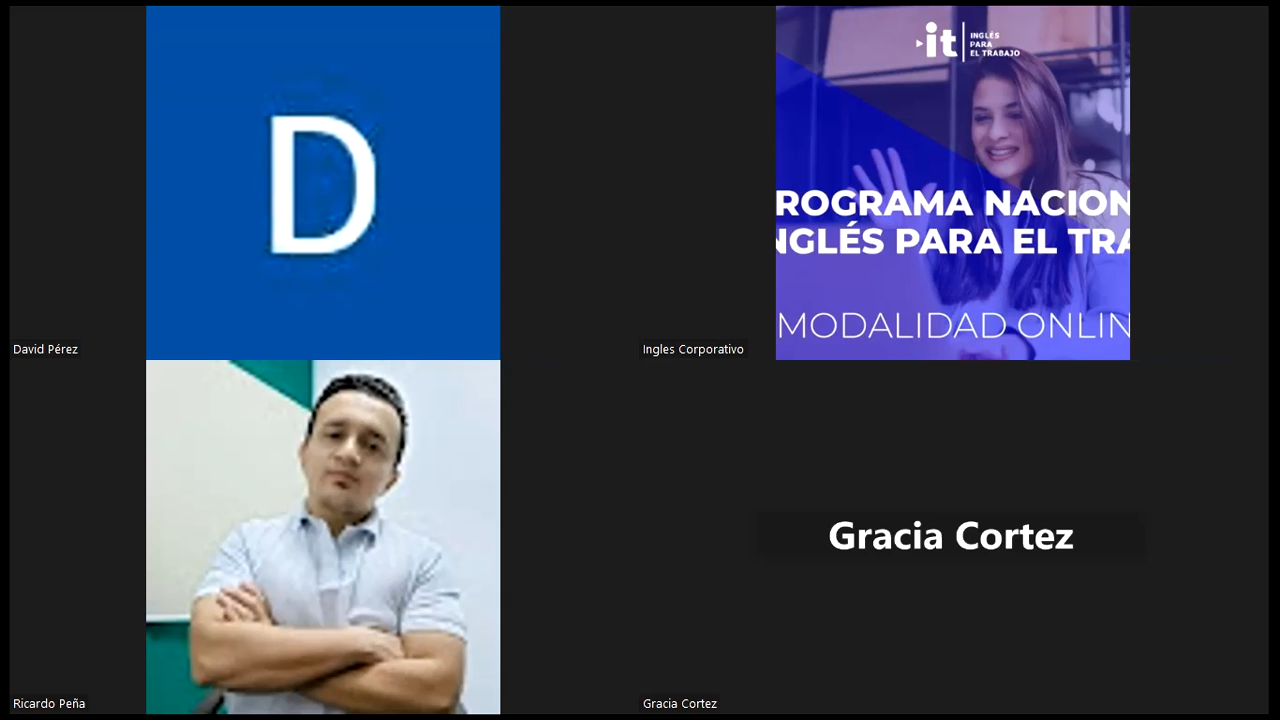 D
David Pérez
it INGLÉS
PARA
EL TRABAJO
ROGRAMA NACION
NGLÉS PARA EL TRA
MODALIDAD ONLIN
Ingles Corporativo
Ricardo Peña
Gracia Cortez
Gracia Cortez